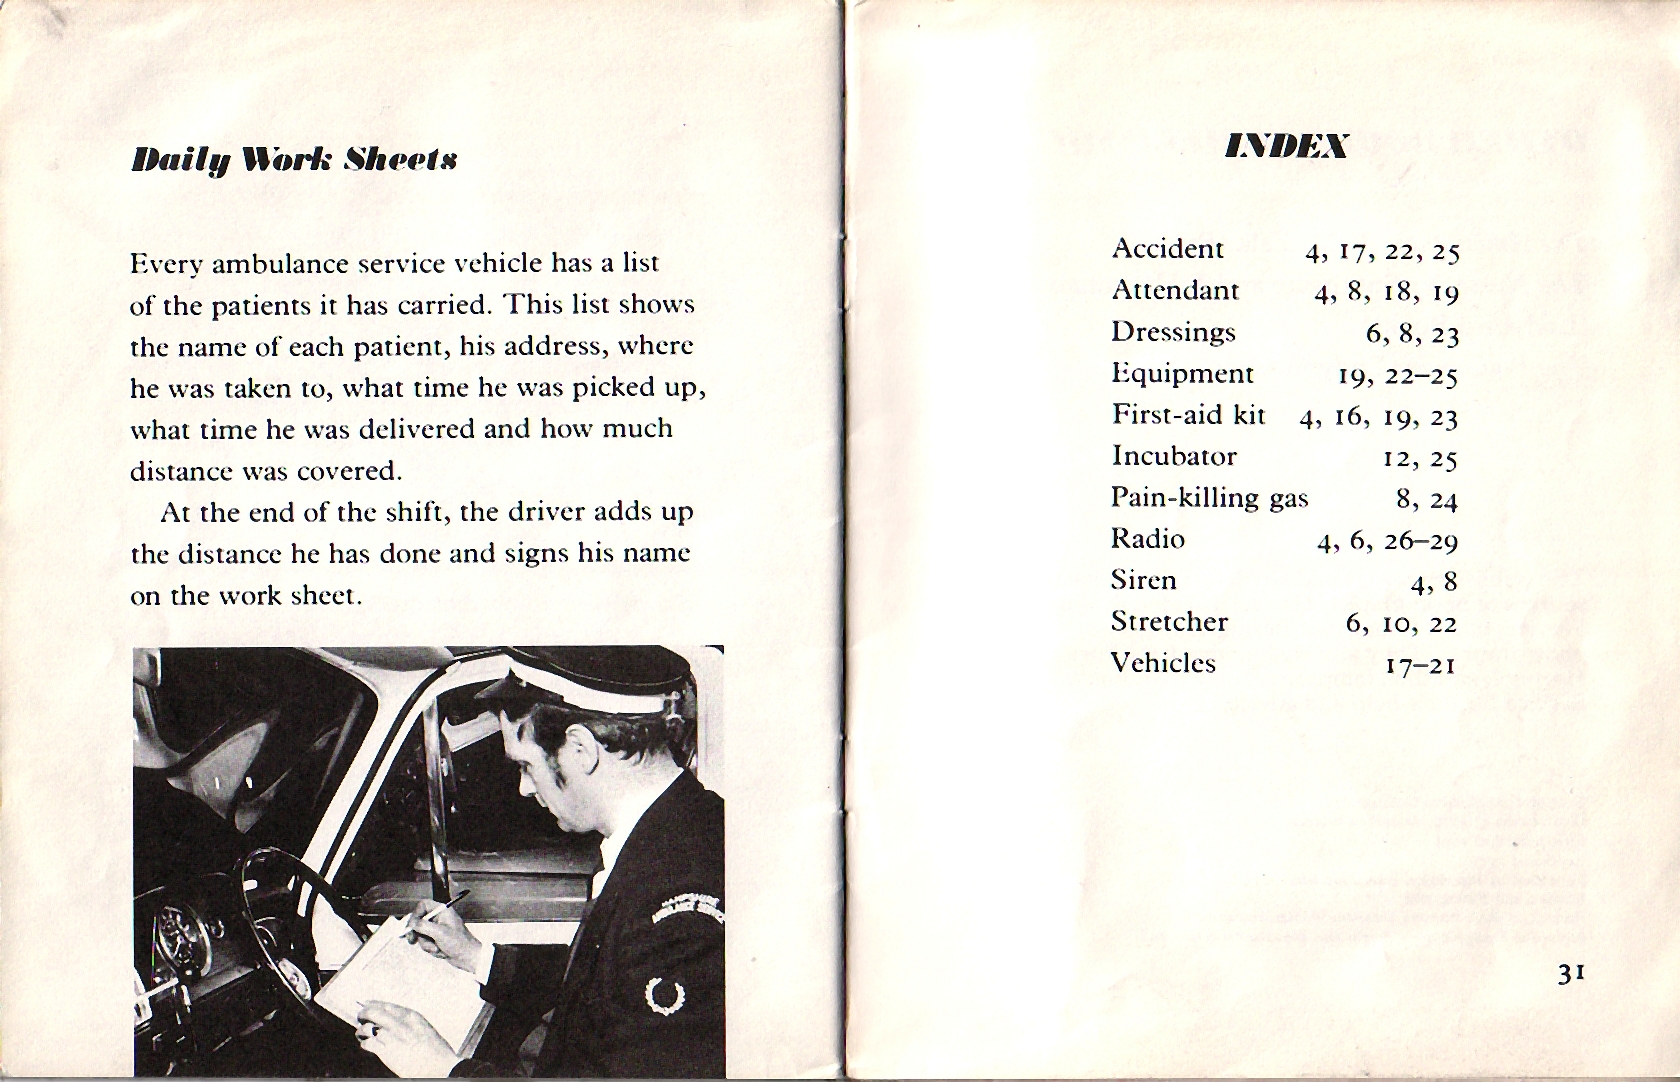 Daily Work Sheets
Every ambulance service vehicle has a list
of the patients it has carried. This list shows
the name of each patient, his address, where
he was taken to, what time he was picked up,
what time he was delivered and how much
distance was covered.
At the end of the shift, the driver adds up
the distance he has done and signs his name
on the work sheet.
AMBULANCE SERVICE
INDEX
Accident 4, 17, 22, 25
Attendant 4, 8, 18, 19
Dressings 6, 8, 23
Equipment 19, 22–25
First-aid kit 4, 16, 19, 23
Incubator 12, 25
Pain-killing gas 8, 24
Radio 4, 6, 26–29
Siren 4, 8
Stretcher 6, 10, 22
Vehicles 17–21
31